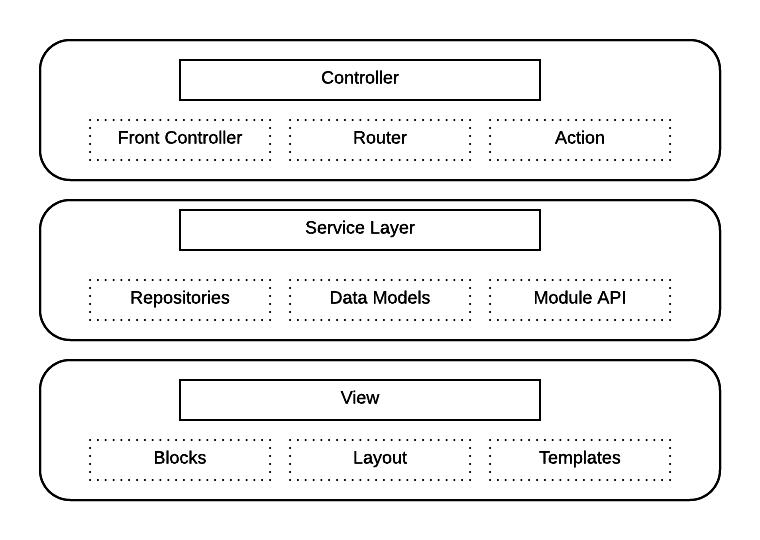 Controller
Front Controller
Router
Action
Service Layer
Repositories
Data Models
Module API
View
Blocks
Layout
Templates